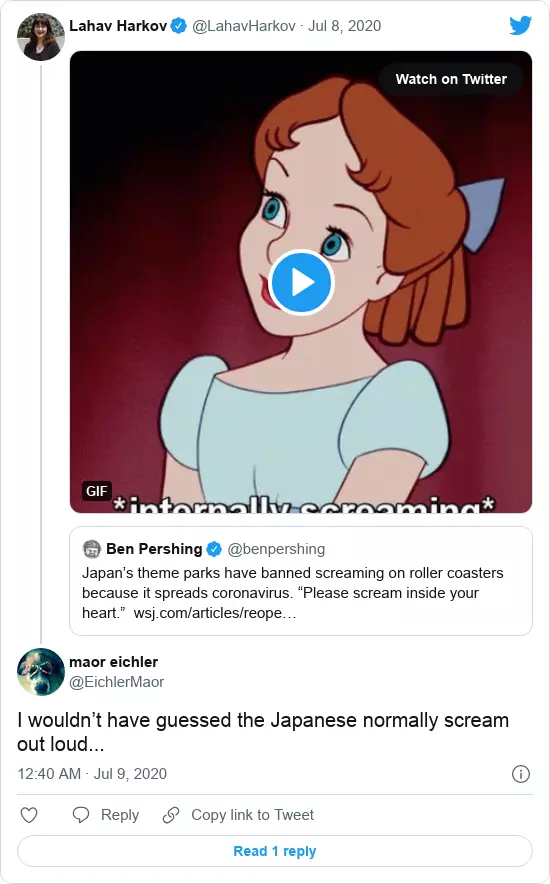 Lahav Harkov @LahavHarkov · Jul 8, 2020
Watch on Twitter
GIF
*internally screaming*
Ben Pershing @benpershing
Japan's theme parks have banned screaming on roller coasters
because it spreads coronavirus. “Please scream inside your
heart.” wsj.com/articles/reope…
maor eichler
@EichlerMaor
I wouldn't have guessed the Japanese normally scream
out loud...
12:40 AM · Jul 9, 2020
Reply Copy link to Tweet
Read 1 reply